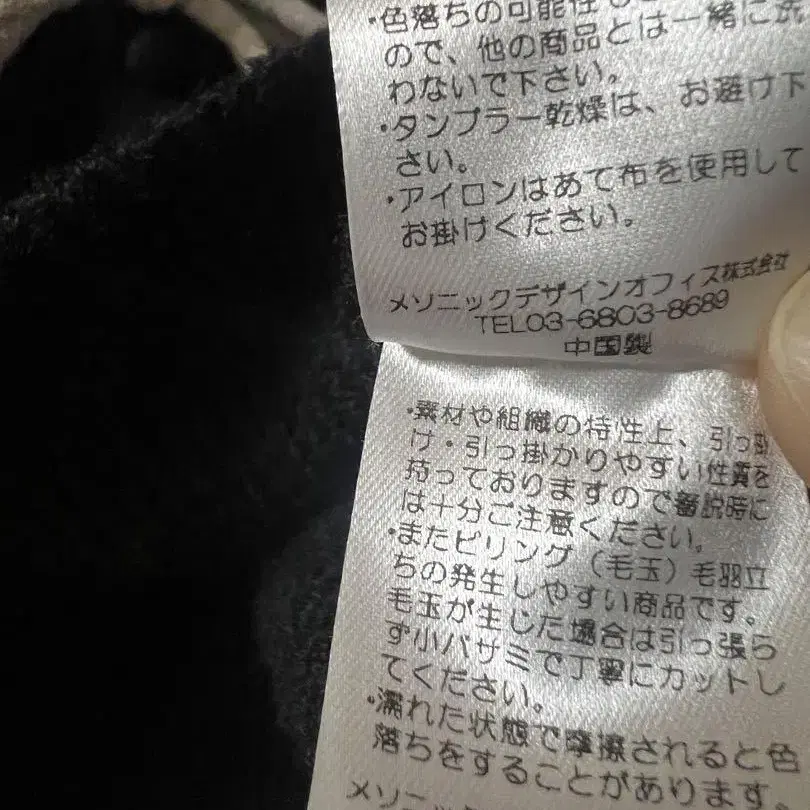 ・色落ちの可能性
ので、他の商品とは一緒に洗
わないで下さい。
・タンブラー乾燥は、お避け下
さい。
・アイロンはあて布を使用して
お掛けください。
メソニックデザインオフィス株式会社
TEL03-6803-8689
中国製
・素材や組織の特性上、引っ掛
け・引っ掛かりやすい性質を
持っておりますので着脱時に
は十分ご注意ください。
・またピリング（毛玉）毛羽立
ちの発生しやすい商品です。
毛玉が生じた場合は引っ張ら
ず小バサミで丁寧にカットし
てください。
・濡れた状態で摩擦されると色
落ちをすることがあります。
メソニ